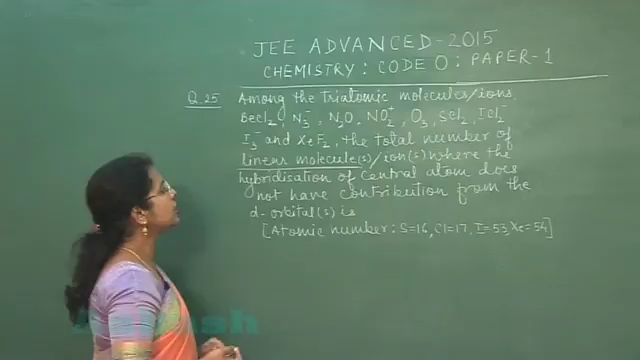 JEE ADVANCED-2015
CHEMISTRY: CODE 0: PAPER-1
Q.25 Among the Triatomic molecules/ions,
BeCl₂, N₃⁻, N₂O, NO₂⁺, O₃, SCl₂, ICl₂⁻
I₃⁻ and XeF₂, the total number of
linear molecule(s)/ion(s) where the
hybridisation of central atom does
not have contribution from the
d-orbital(s) is
[Atomic number: S=16, Cl=17, I=53, Xe=54]